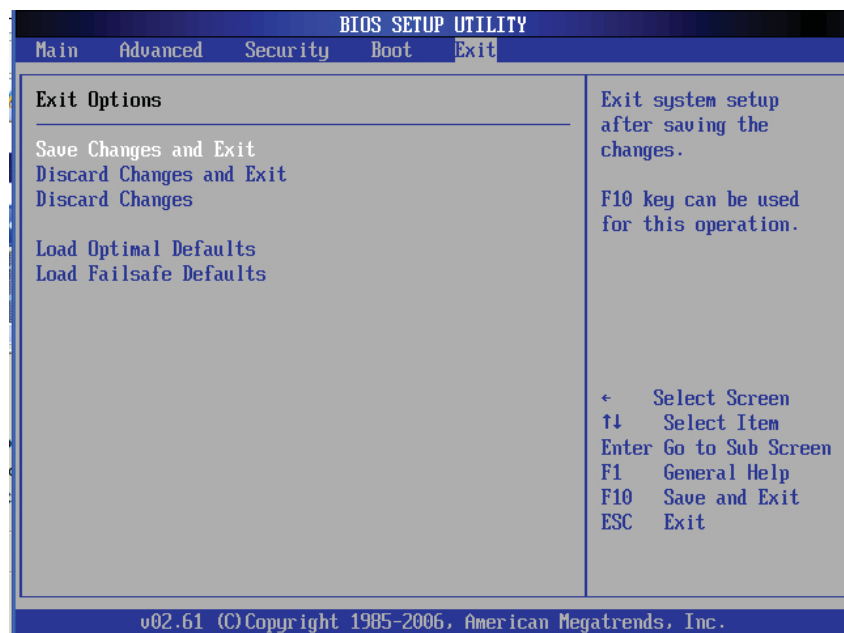 BIOS SETUP UTILITY
Main Advanced Security Boot Exit
Exit Options
Save Changes and Exit
Discard Changes and Exit
Discard Changes
Load Optimal Defaults
Load Failsafe Defaults
Exit system setup
after saving the
changes.
F10 key can be used
for this operation.
← Select Screen
↑↓ Select Item
Enter Go to Sub Screen
F1 General Help
F10 Save and Exit
ESC Exit
v02.61 (C)Copyright 1985-2006, American Megatrends, Inc.